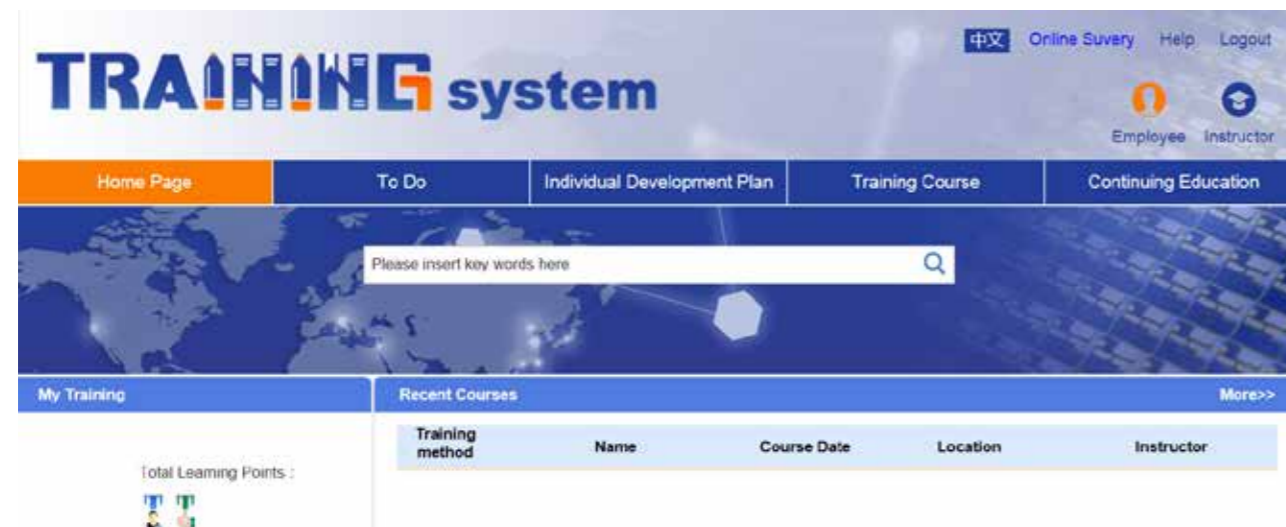 中文 Online Suvery Help Logout
TRAINING system
Employee Instructor
Home Page To Do Individual Development Plan Training Course Continuing Education
Please insert key words here
My Training Recent Courses More>>
Training method Name Course Date Location Instructor
Total Learning Points :